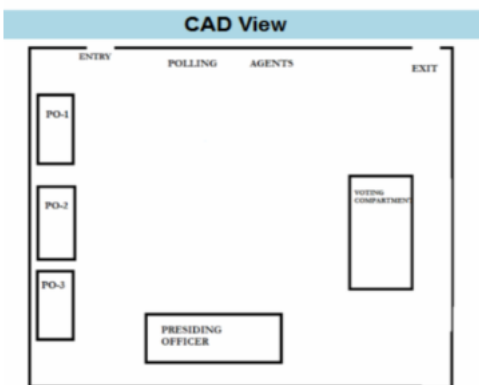 CAD View
ENTRY
POLLING AGENTS
EXIT
PO-1
VOTING
COMPARTMENT
PO-2
PO-3
PRESIDING
OFFICER